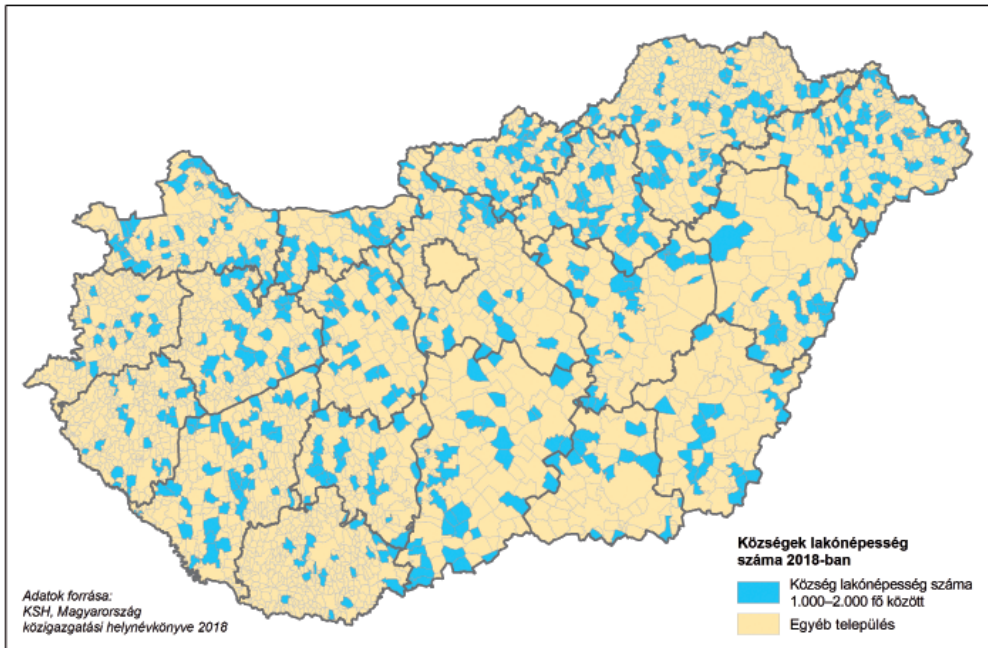 Községek lakónépesség
száma 2018-ban
Község lakónépesség száma
1.000–2.000 fő között
Egyéb település
Adatok forrása:
KSH, Magyarország
közigazgatási helynévkönyve 2018